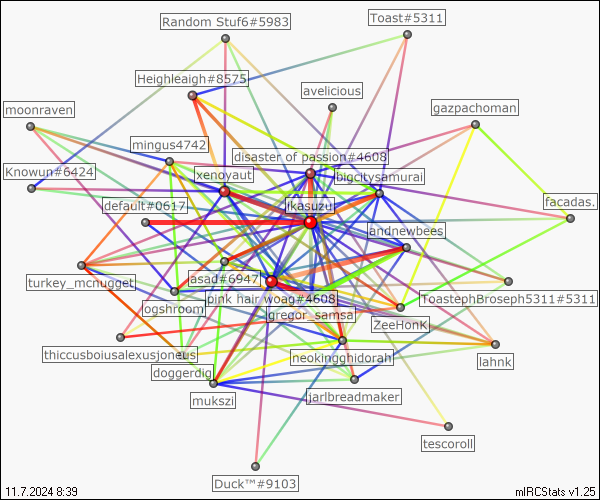 Random Stuf6#5983
Toast#5311
Heighleaigh#8575
avelicious
moonraven
gazpachoman
mingus4742
disaster of passion#4608
Knowun#6424
xenoyaut
bigcitysamurai
default#0617
jkasuzu
facadas.
andnewbees
turkey_mcnugget
asad#6947
logshroom
pink hair woag#4608
ToastephBroseph5311#5311
gregor_samsa
ZeeHonk
thiccusboiusalexusjoneus
neokingghidorah
lahnk
doggerdig
mukszi
jarlbreadmaker
tescoroll
Duck™#9103
11.7.2024 8:39
mIRCStats v1.25